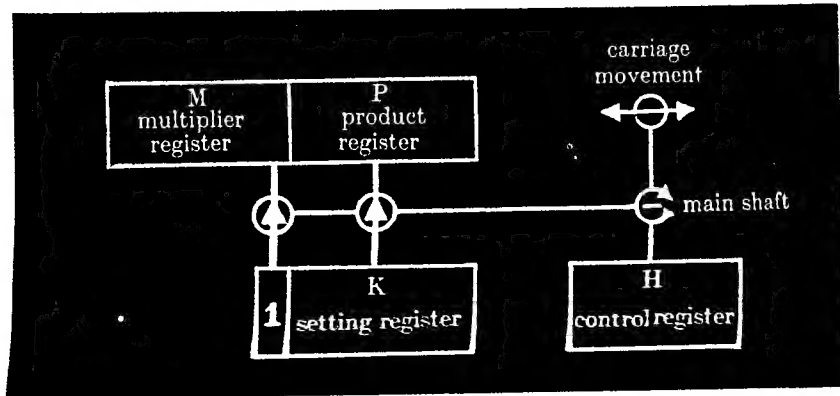 carriage
movement
M
multiplier
register
P
product
register
main shaft
1
K
setting register
H
control register